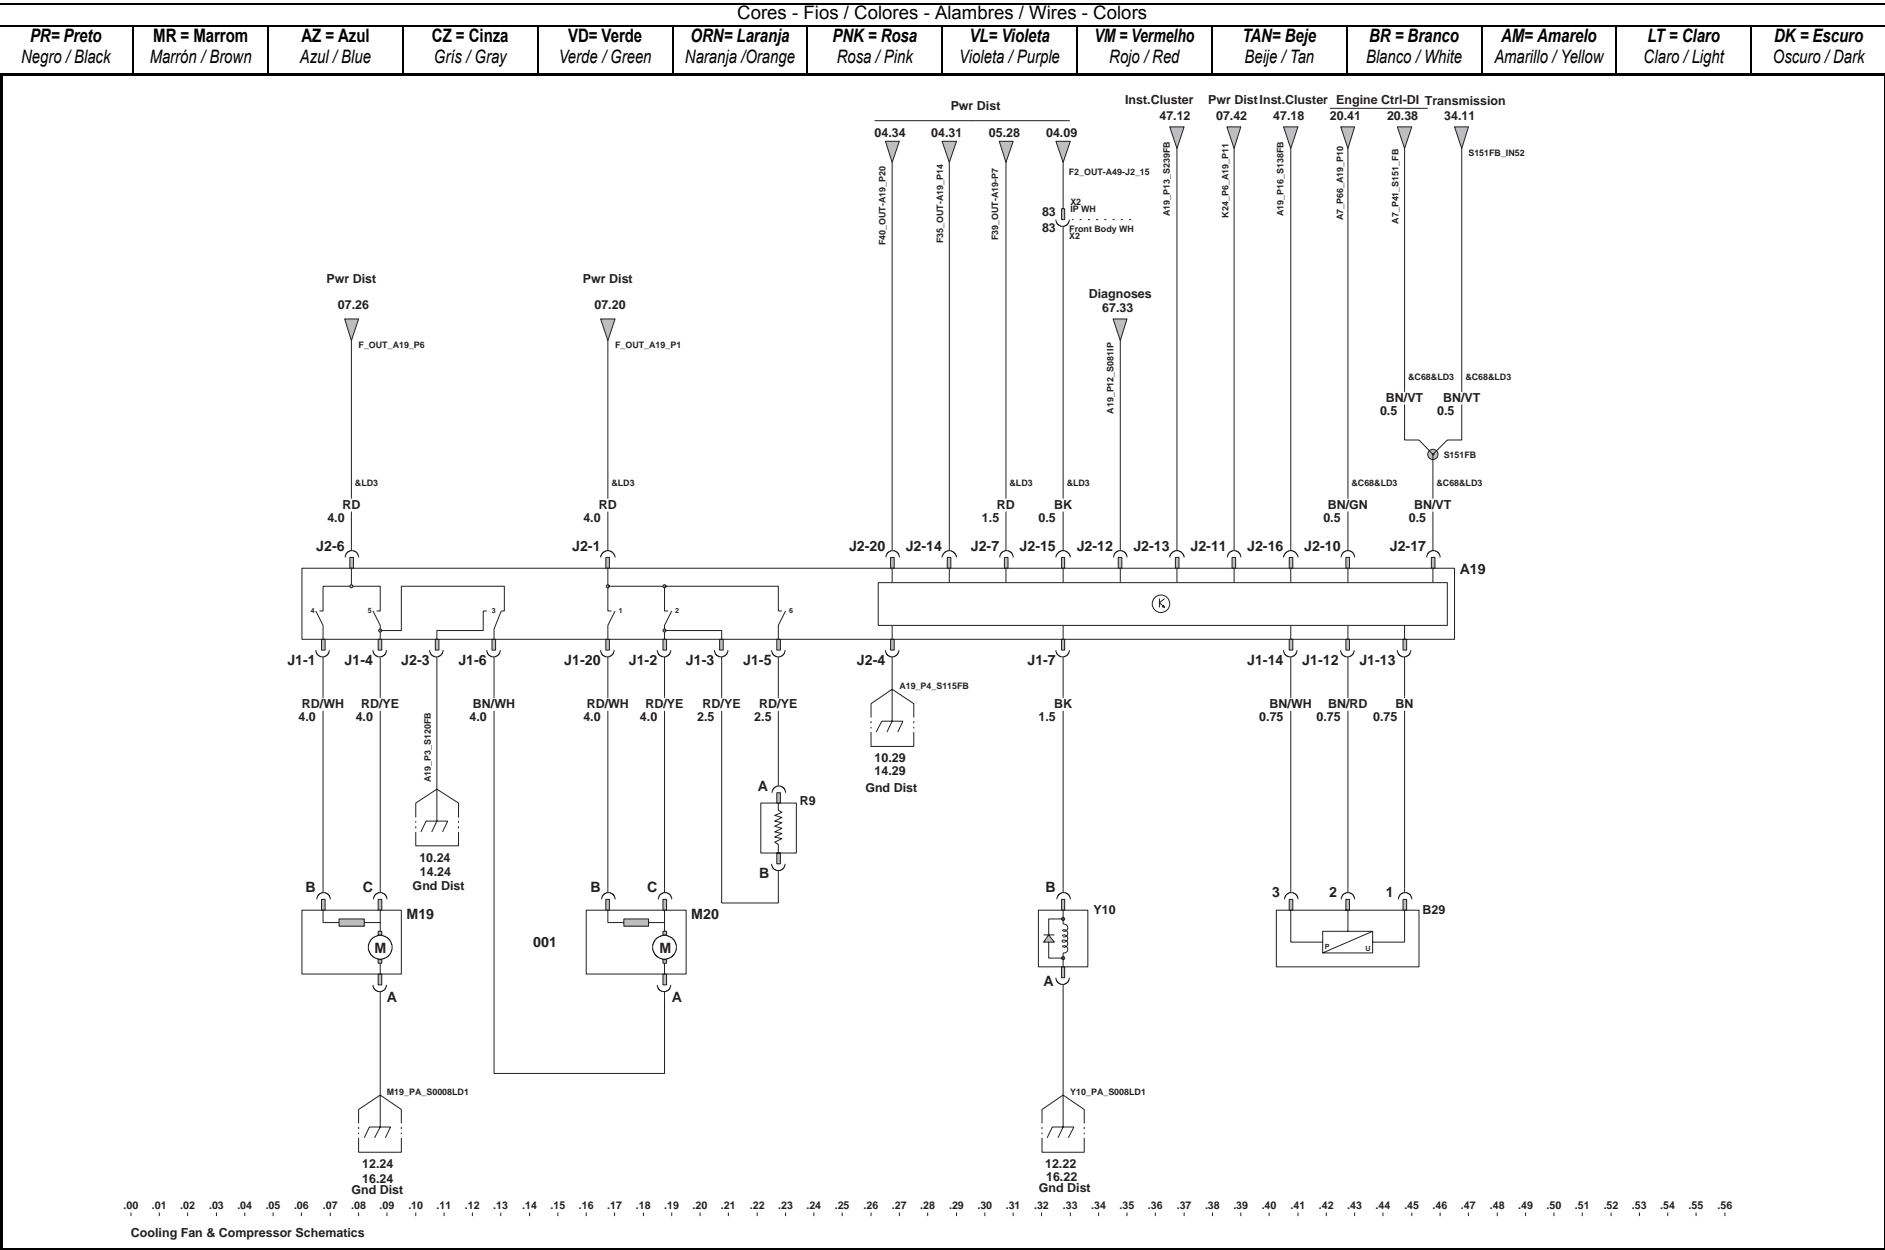 Cores - Fios / Colores - Alambres / Wires - Colors
PR= Preto
Negro / Black
MR = Marrom
Marrón / Brown
AZ = Azul
Azul / Blue
CZ = Cinza
Grís / Gray
VD= Verde
Verde / Green
ORN= Laranja
Naranja /Orange
PNK = Rosa
Rosa / Pink
VL= Violeta
Violeta / Purple
VM = Vermelho
Rojo / Red
TAN= Beje
Beije / Tan
BR = Branco
Blanco / White
AM= Amarelo
Amarillo / Yellow
LT = Claro
Claro / Light
DK = Escuro
Oscuro / Dark
Pwr Dist
Inst.Cluster
Pwr Dist
Inst.Cluster
Engine Ctrl-DI
Transmission
04.34
04.31
05.28
04.09
47.12
07.42
47.18
20.41
20.38
34.11
F40_OUT-A19_P20
F35_OUT-A19_P14
F39_OUT-A19-P7
F2_OUT-A49-J2_15
A19_P13_S239FB
K24_P6_A19_P11
A19_P16_S138FB
A7_P66_A19_P10
A7_P41_S151_FB
S151FB_IN52
X2
83
IP WH
83
Front Body WH
X2
Pwr Dist
07.26
F_OUT_A19_P6
Pwr Dist
07.20
F_OUT_A19_P1
Diagnoses
67.33
A19_P12_S081IP
&C68&LD3
&C68&LD3
BN/VT
0.5
BN/VT
0.5
S151FB
&LD3
RD
4.0
&LD3
RD
4.0
&LD3
RD
1.5
&LD3
BK
0.5
&C68&LD3
BN/GN
0.5
&C68&LD3
BN/VT
0.5
J2-6
J2-1
J2-20
J2-14
J2-7
J2-15
J2-12
J2-13
J2-11
J2-16
J2-10
J2-17
A19
4
5
3
1
2
6
K
J1-1
J1-4
J2-3
J1-6
J1-20
J1-2
J1-3
J1-5
J2-4
J1-7
J1-14
J1-12
J1-13
RD/WH
4.0
RD/YE
4.0
A19_P3_S120FB
BN/WH
4.0
RD/WH
4.0
RD/YE
4.0
RD/YE
2.5
RD/YE
2.5
A19_P4_S115FB
BK
1.5
BN/WH
0.75
BN/RD
0.75
BN
0.75
10.29
14.29
Gnd Dist
A
R9
B
10.24
14.24
Gnd Dist
B
C
M19
M
A
001
B
C
M20
M
A
B
Y10
A
3
2
1
B29
P
U
M19_PA_S0008LD1
12.24
16.24
Gnd Dist
Y10_PA_S008LD1
12.22
16.22
Gnd Dist
.00 .01 .02 .03 .04 .05 .06 .07 .08 .09 .10 .11 .12 .13 .14 .15 .16 .17 .18 .19 .20 .21 .22 .23 .24 .25 .26 .27 .28 .29 .30 .31 .32 .33 .34 .35 .36 .37 .38 .39 .40 .41 .42 .43 .44 .45 .46 .47 .48 .49 .50 .51 .52 .53 .54 .55 .56
Cooling Fan & Compressor Schematics